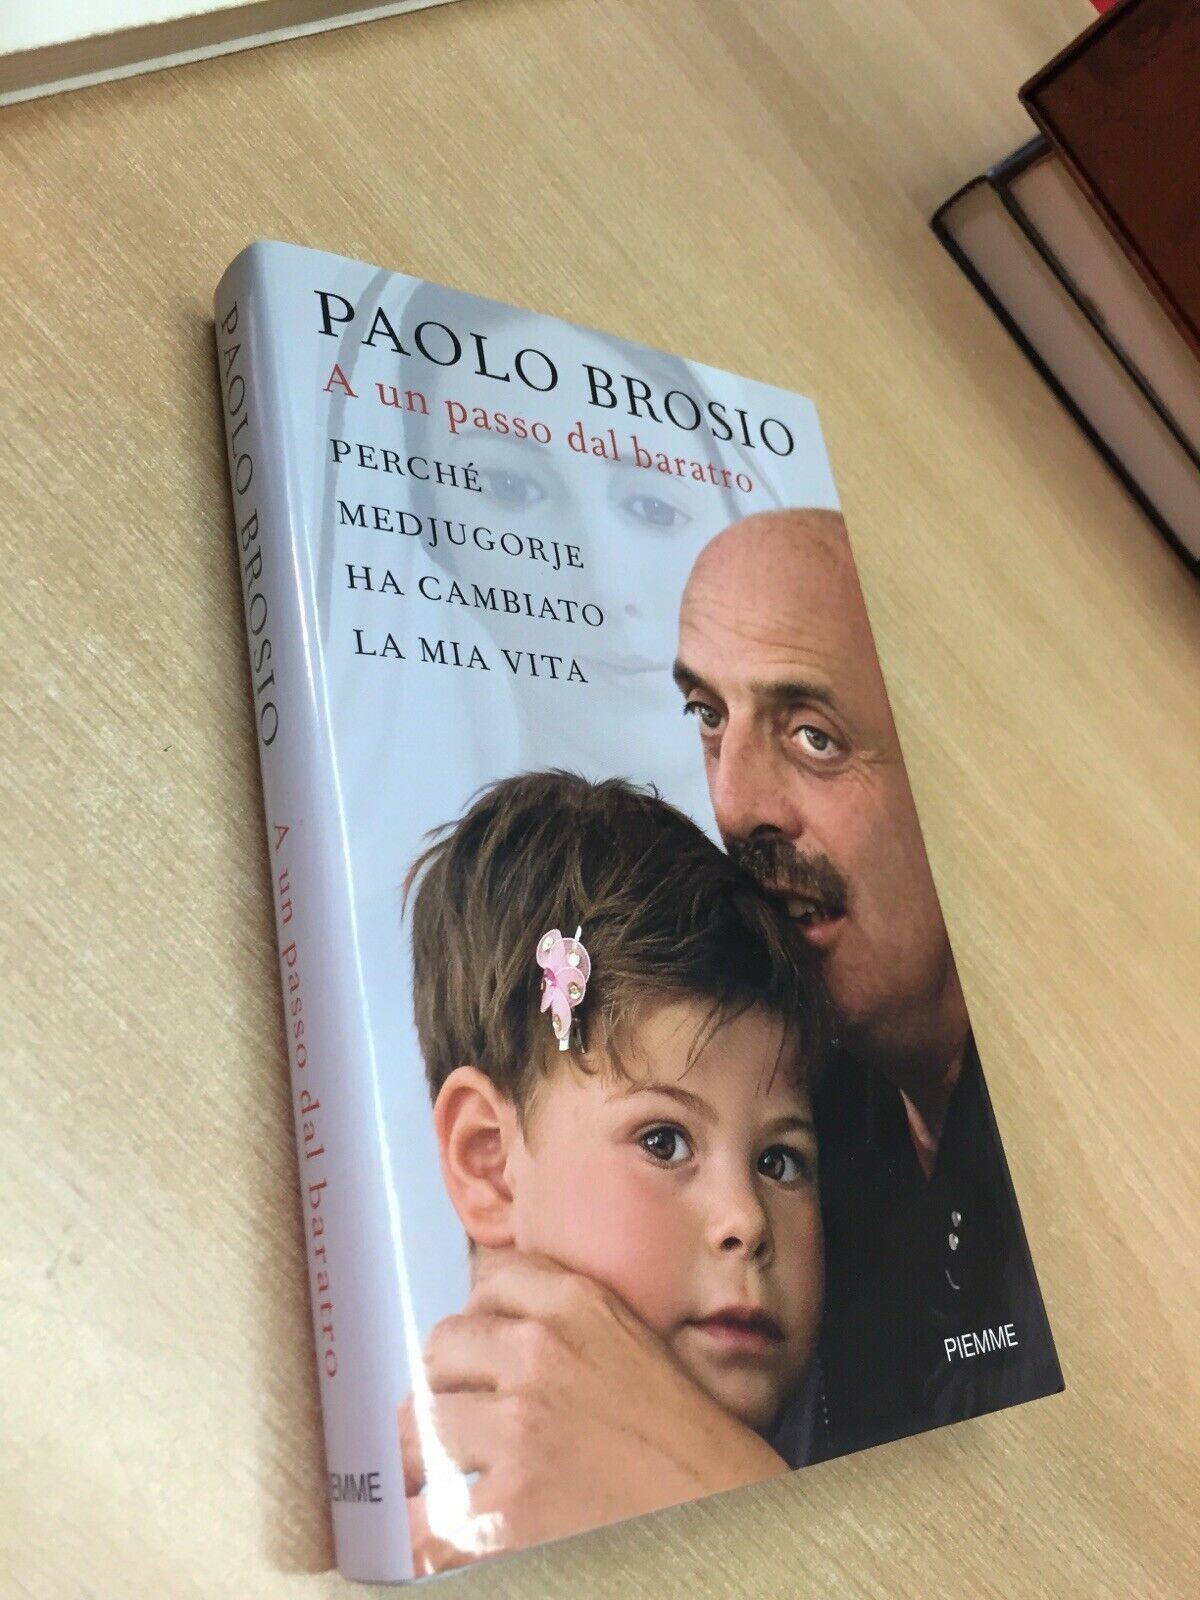 PAOLO BROSIO
A un passo dal baratro
PERCHÉ
MEDJUGORJE
HA CAMBIATO
LA MIA VITA
PIEMME
PAOLO BROSIO A un passo dal baratro
PIEMME